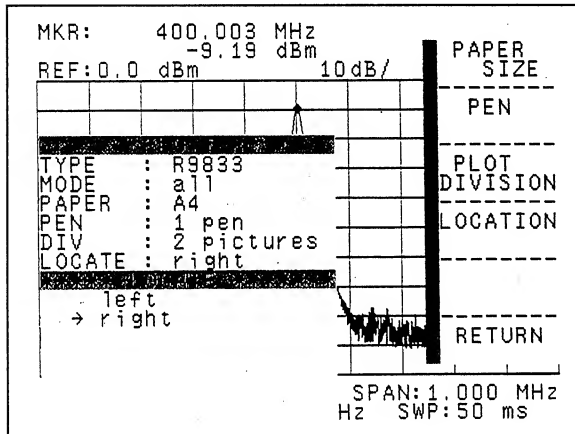 MKR: 400.003 MHz
-9.19 dBm
REF:0.0 dBm 10dB/
TYPE : R9833
MODE : all
PAPER : A4
PEN : 1 pen
DIV : 2 pictures
LOCATE : right
left
→ right
SPAN:1.000 MHz
Hz SWP:50 ms
PAPER
SIZE
PEN
PLOT
DIVISION
LOCATION
RETURN